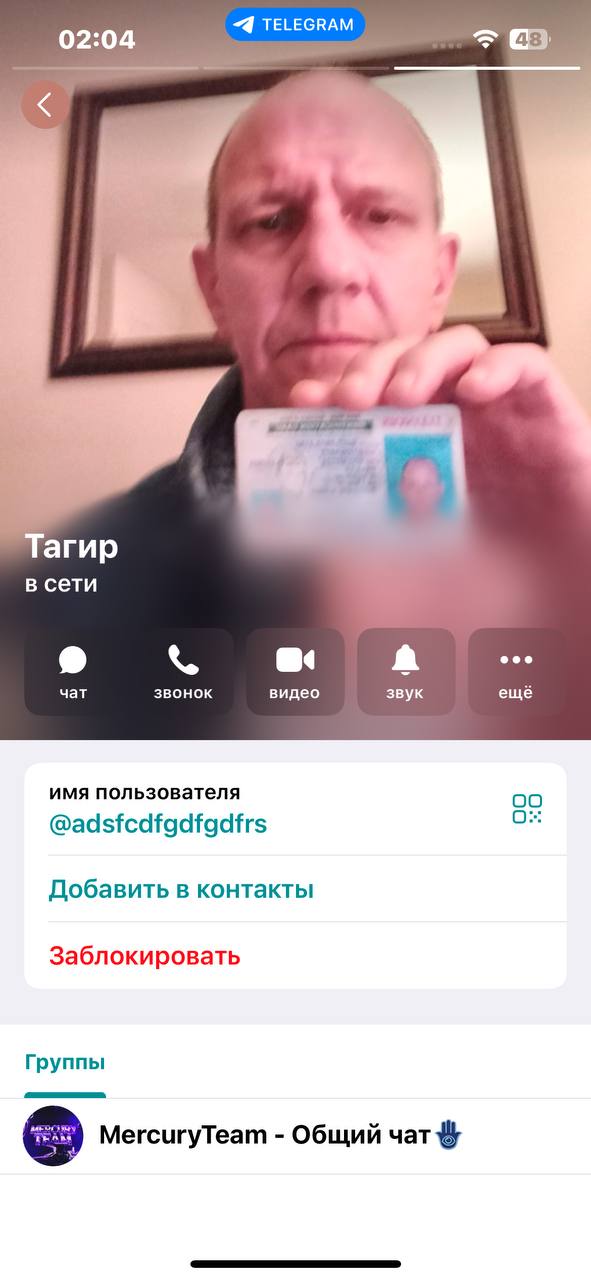 02:04
TELEGRAM
48
Тагир
в сети
чат
звонок
видео
звук
ещё
имя пользователя
@adsfcdfgdfgdfrs
Добавить в контакты
Заблокировать
Группы
MERCURY
TEAM
MercuryTeam - Общий чат🪬